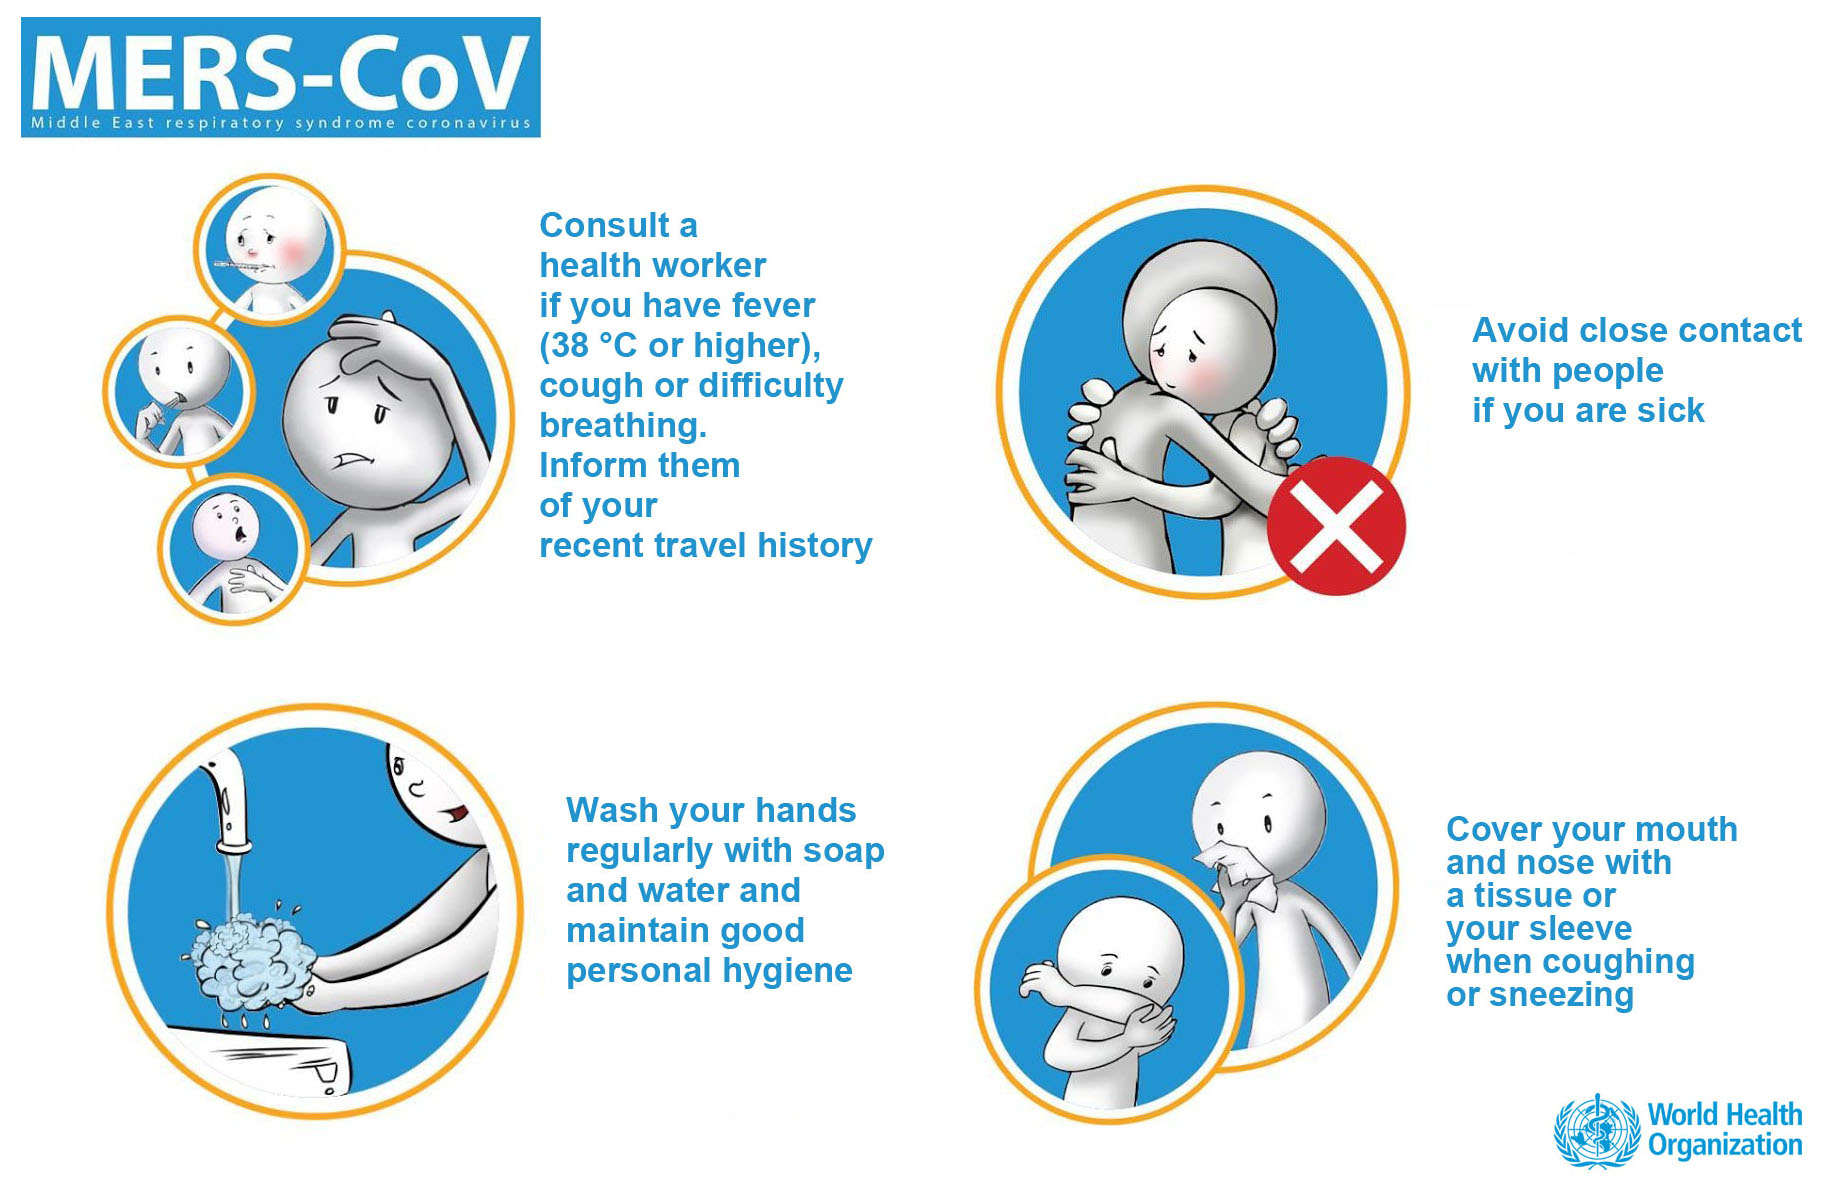 MERS-CoV
Middle East respiratory syndrome coronavirus
Consult a
health worker
if you have fever
(38 °C or higher),
cough or difficulty
breathing.
Inform them
of your
recent travel history
Avoid close contact
with people
if you are sick
Wash your hands
regularly with soap
and water and
maintain good
personal hygiene
Cover your mouth
and nose with
a tissue or
your sleeve
when coughing
or sneezing
World Health
Organization